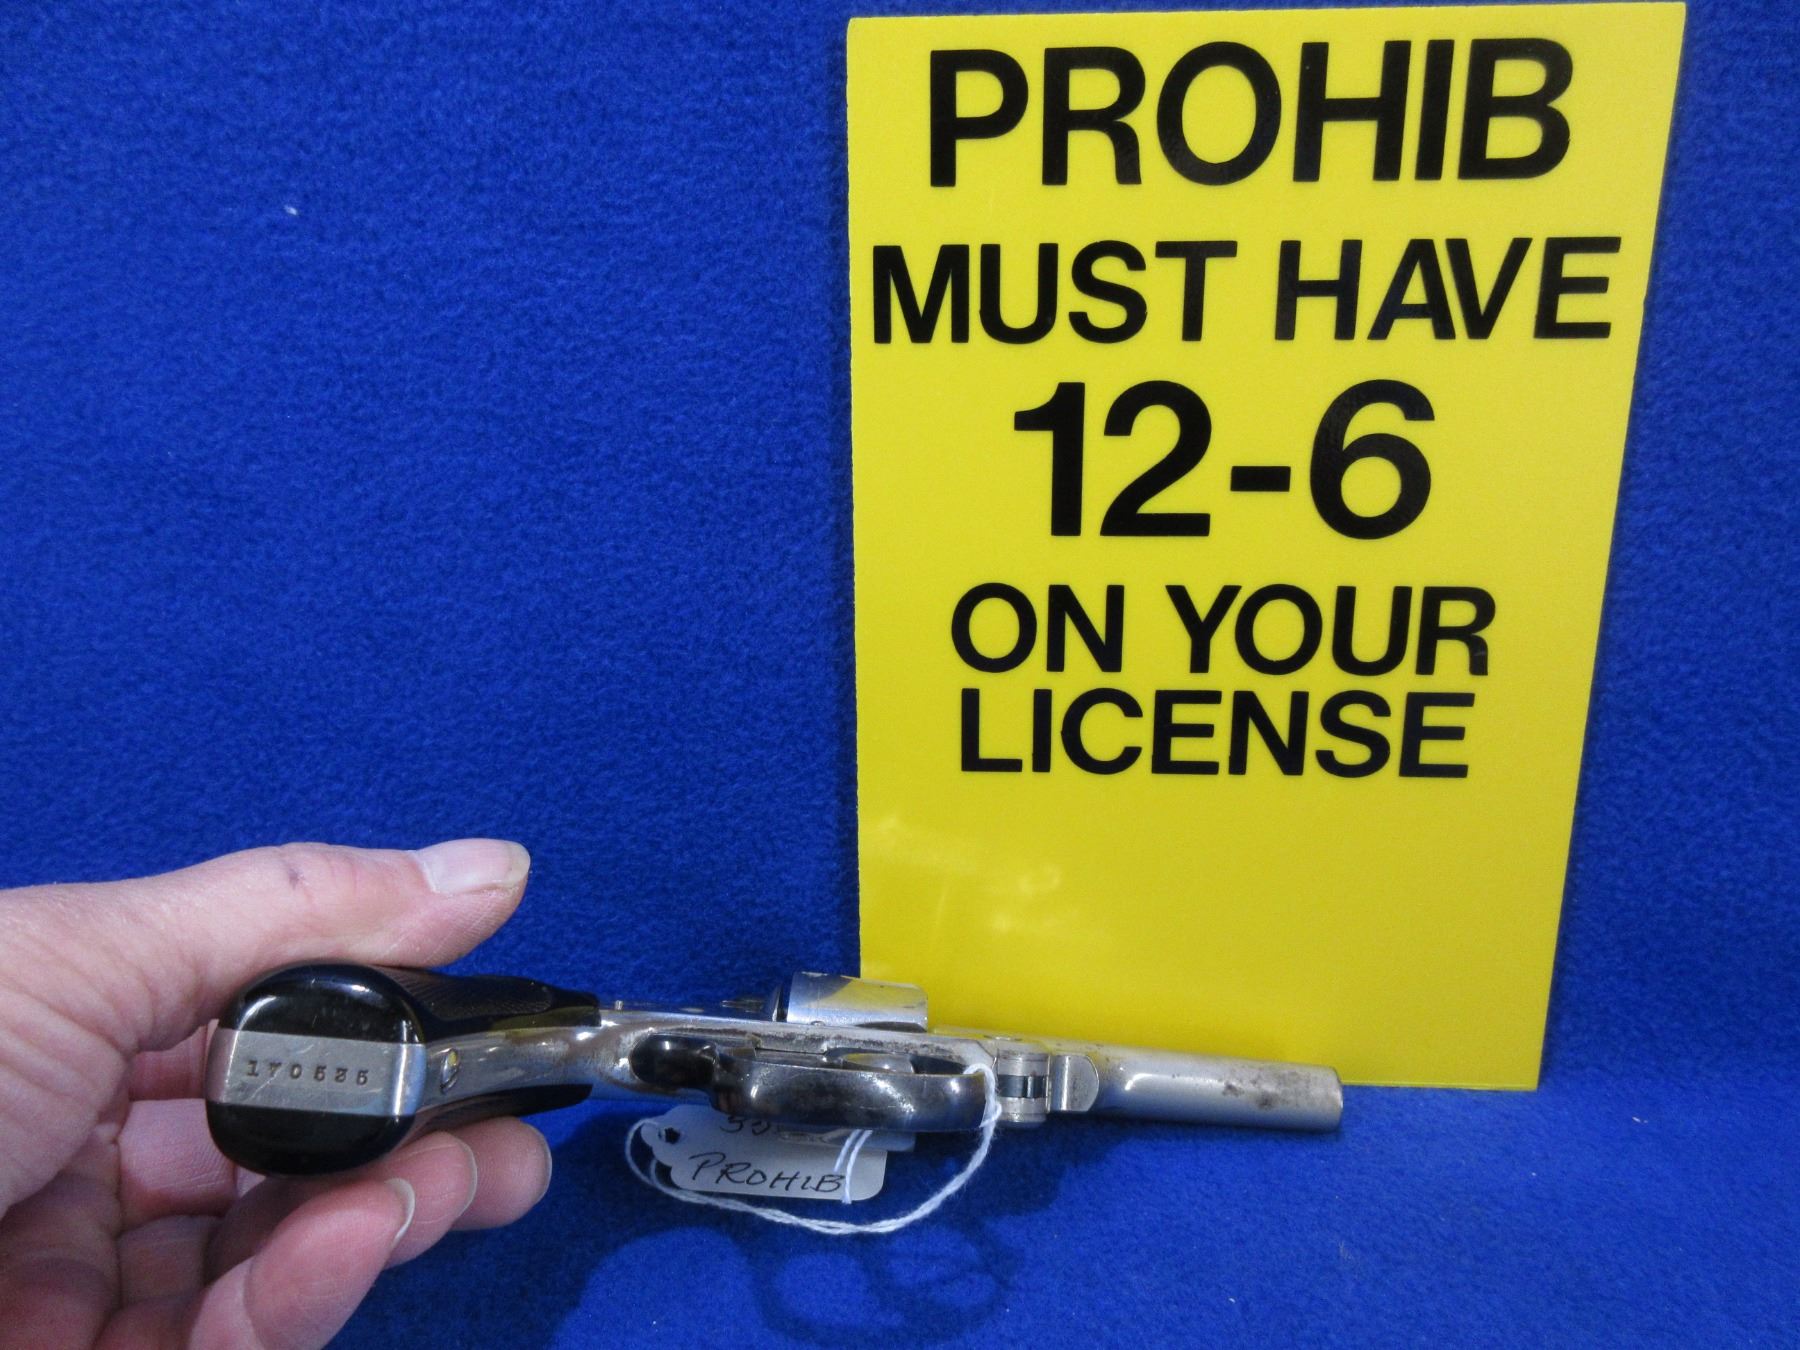 PROHIB
MUST HAVE
12-6
ON YOUR
LICENSE
170535
PROHIB